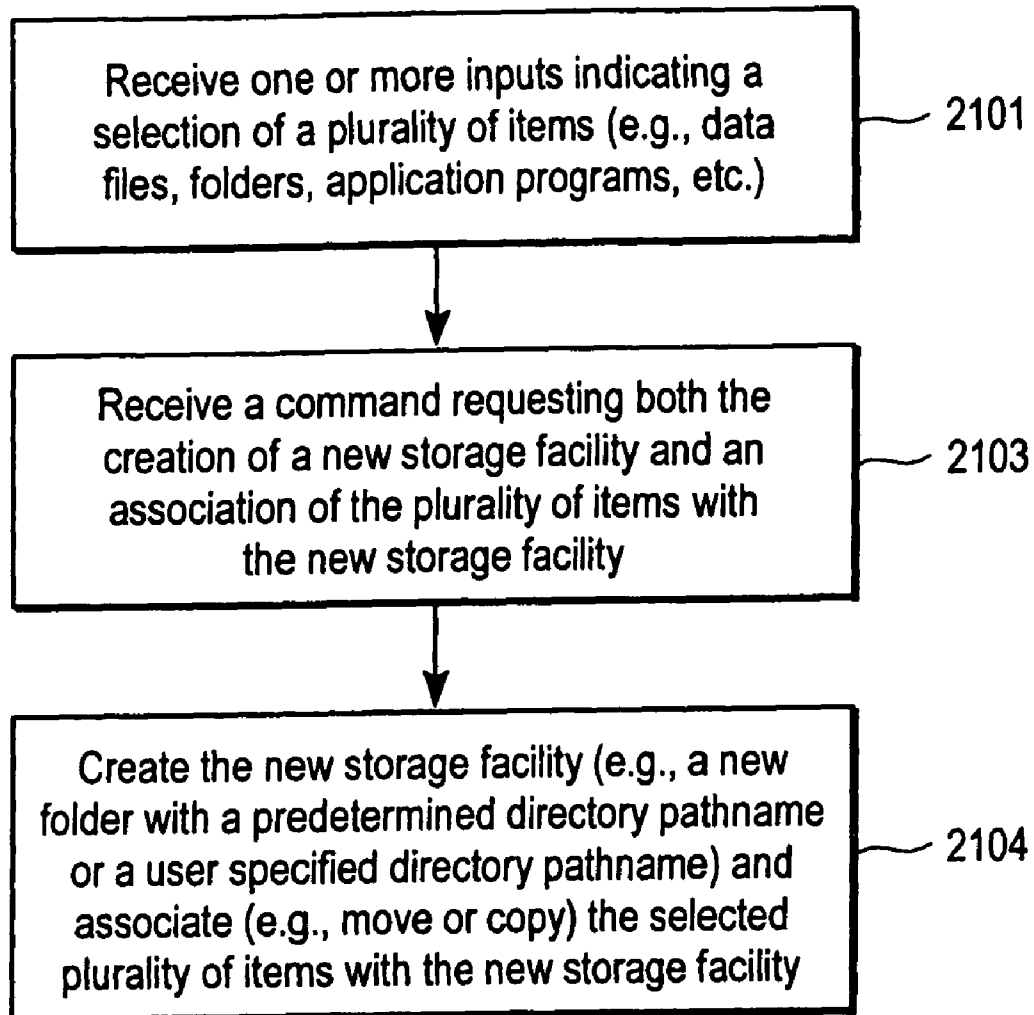 Receive one or more inputs indicating a
selection of a plurality of items (e.g., data
files, folders, application programs, etc.)
2101
Receive a command requesting both the
creation of a new storage facility and an
association of the plurality of items with
the new storage facility
2103
Create the new storage facility (e.g., a new
folder with a predetermined directory pathname
or a user specified directory pathname) and
associate (e.g., move or copy) the selected
plurality of items with the new storage facility
2104